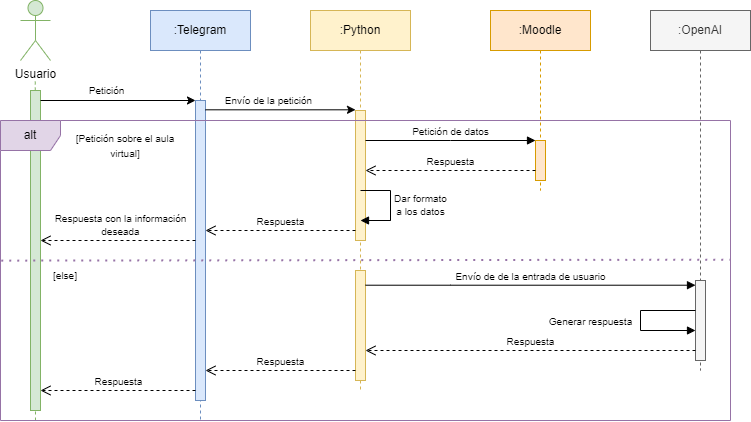 :Telegram
:Python
:Moodle
:OpenAI
Usuario
Petición
Envío de la petición
alt
[Petición sobre el aula
virtual]
Petición de datos
Respuesta
Dar formato
a los datos
Respuesta
Respuesta con la información
deseada
[else]
Envío de de la entrada de usuario
Generar respuesta
Respuesta
Respuesta
Respuesta